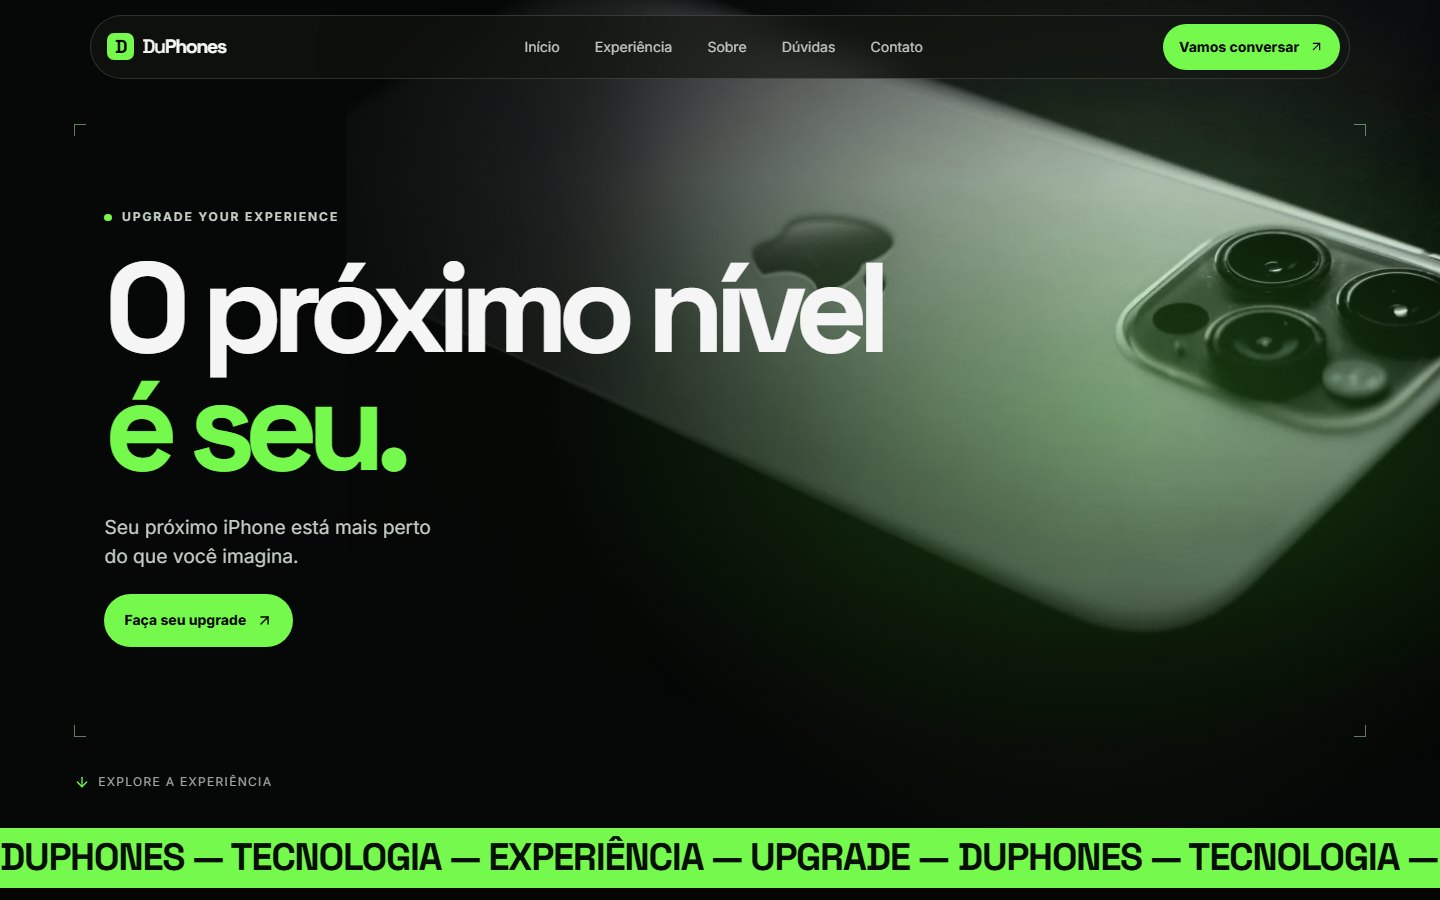 D DuPhones
Início Experiência Sobre Dúvidas Contato
Vamos conversar
UPGRADE YOUR EXPERIENCE
O próximo nível
é seu.
Seu próximo iPhone está mais perto
do que você imagina.
Faça seu upgrade
EXPLORE A EXPERIÊNCIA
DUPHONES — TECNOLOGIA — EXPERIÊNCIA — UPGRADE — DUPHONES — TECNOLOGIA —